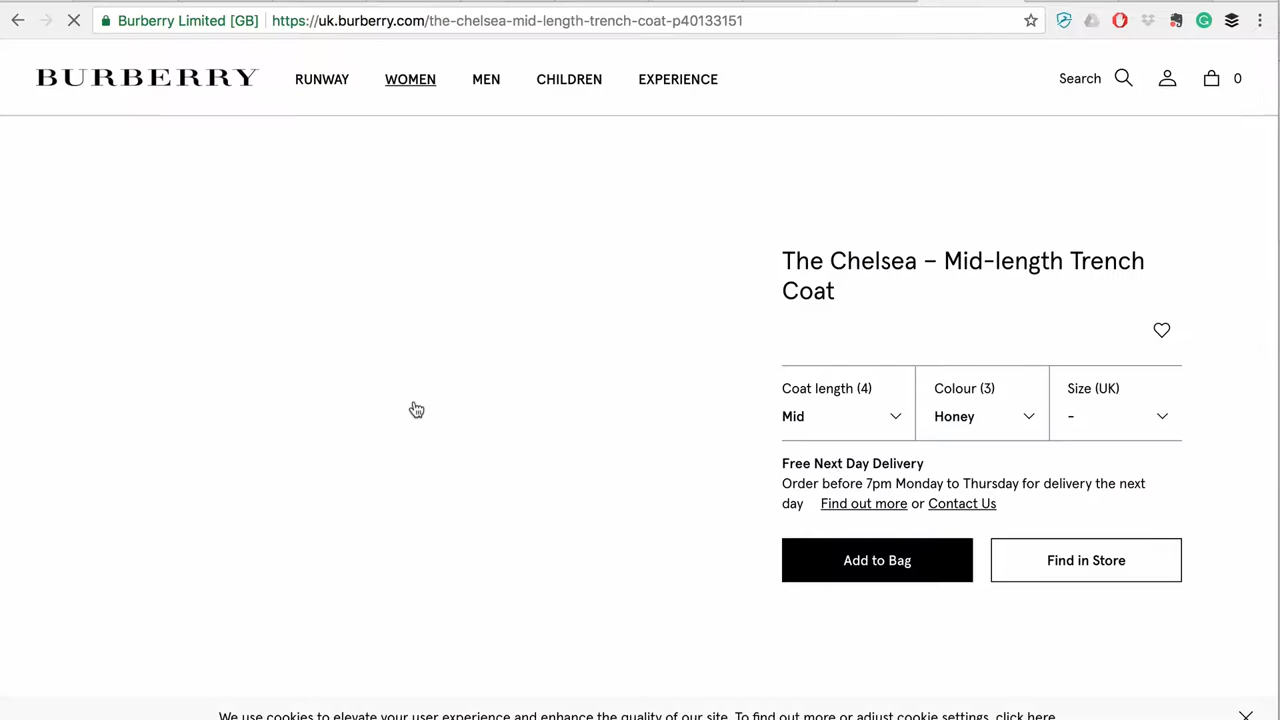 Burberry Limited [GB] https://uk.burberry.com/the-chelsea-mid-length-trench-coat-p40133151
BURBERRY RUNWAY WOMEN MEN CHILDREN EXPERIENCE Search 0
The Chelsea – Mid-length Trench
Coat
Coat length (4) Colour (3) Size (UK)
Mid Honey -
Free Next Day Delivery
Order before 7pm Monday to Thursday for delivery the next
day Find out more or Contact Us
Add to Bag Find in Store
We use cookies to elevate your user experience and enhance the quality of our site. To find out more or adjust cookie settings, click here